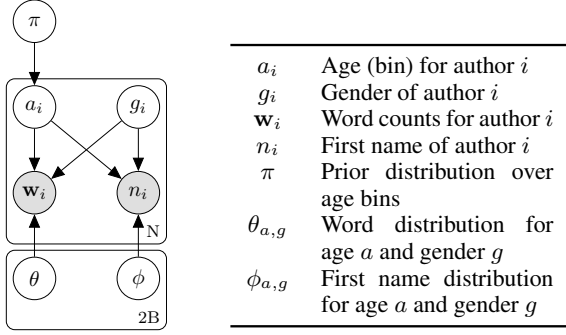 π
a_i
g_i
w_i
n_i
N
θ
ϕ
2B
a_i Age (bin) for author i
g_i Gender of author i
w_i Word counts for author i
n_i First name of author i
π Prior distribution over
age bins
θ_{a,g} Word distribution for
age a and gender g
ϕ_{a,g} First name distribution
for age a and gender g